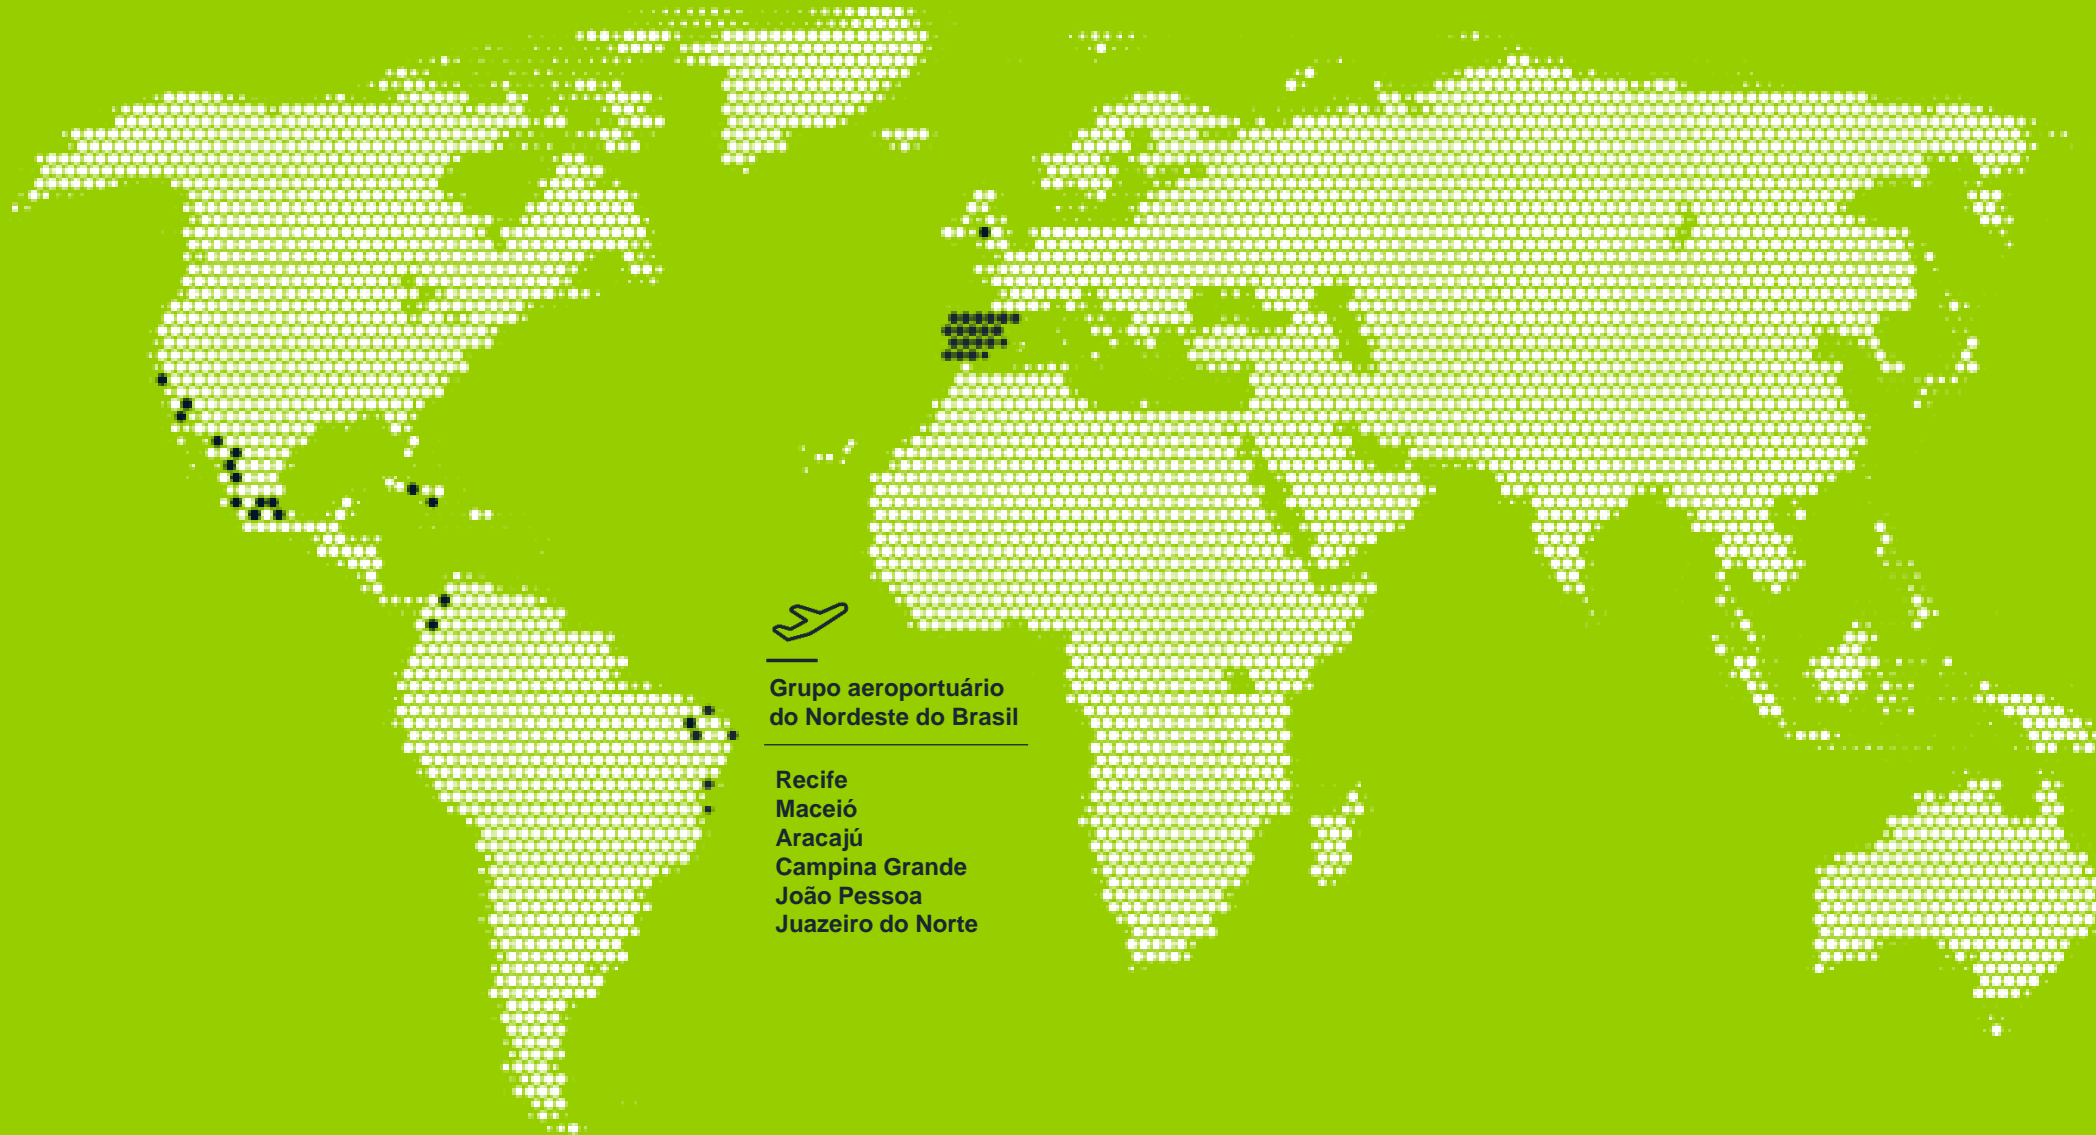 Grupo aeroportuário
do Nordeste do Brasil
Recife
Maceió
Aracajú
Campina Grande
João Pessoa
Juazeiro do Norte